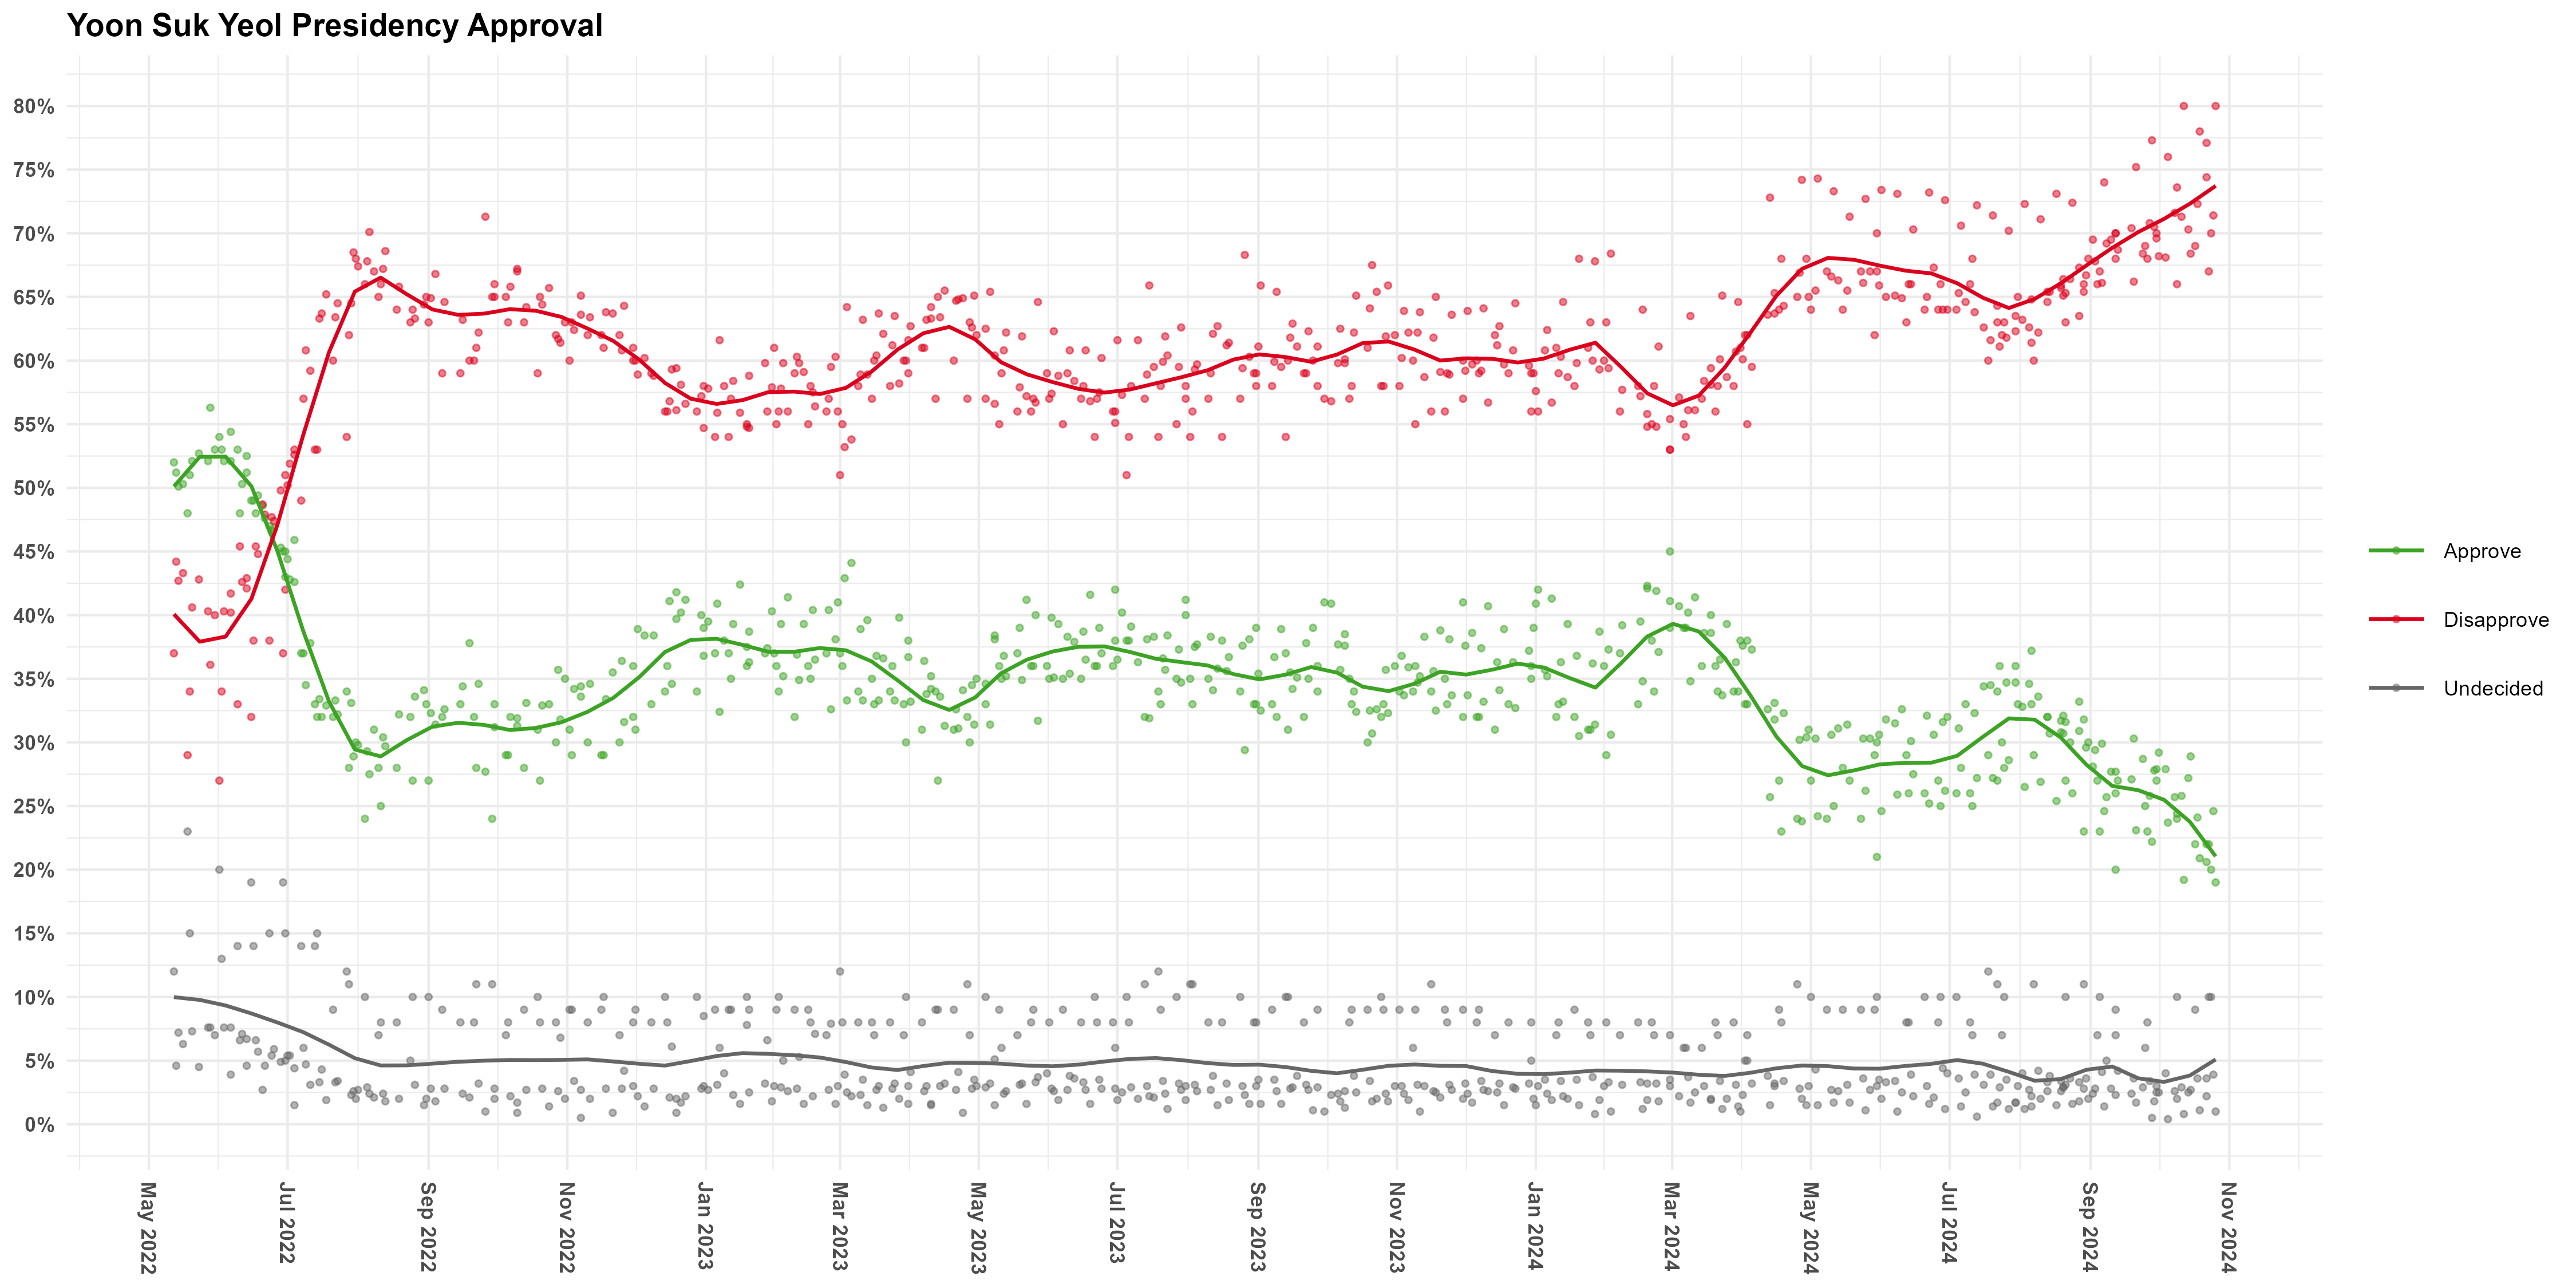 Yoon Suk Yeol Presidency Approval
80%
75%
70%
65%
60%
55%
50%
45%
40%
35%
30%
25%
20%
15%
10%
5%
0%
May 2022
Jul 2022
Sep 2022
Nov 2022
Jan 2023
Mar 2023
May 2023
Jul 2023
Sep 2023
Nov 2023
Jan 2024
Mar 2024
May 2024
Jul 2024
Sep 2024
Nov 2024
Approve
Disapprove
Undecided